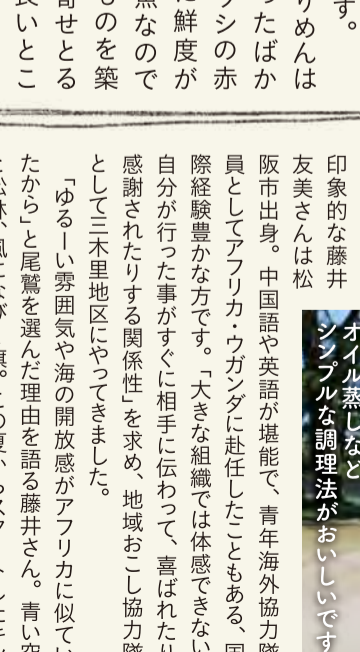 す。
りめんは
ったばか
ワシの赤
に鮮度が
ものを築
点なので
寄せとる
良いとこ
印象的な藤井
友美さんは松
阪市出身。中国語や英語が堪能で、青年海外協力隊
員としてアフリカ・ウガンダに赴任したこともある、国
際経験豊かな方です。「大きな組織では体感できない
自分が行った事がすぐに相手に伝わって、喜ばれたり
感謝されたりする関係性」を求め、地域おこし協力隊
として三木里地区にやってきました。
「ゆるーい雰囲気や海の開放感がアフリカに似てい
たから」と尾鷲を選んだ理由を語る藤井さん。青い空
オイル蒸しなど
シンプルな調理法がおいしいです